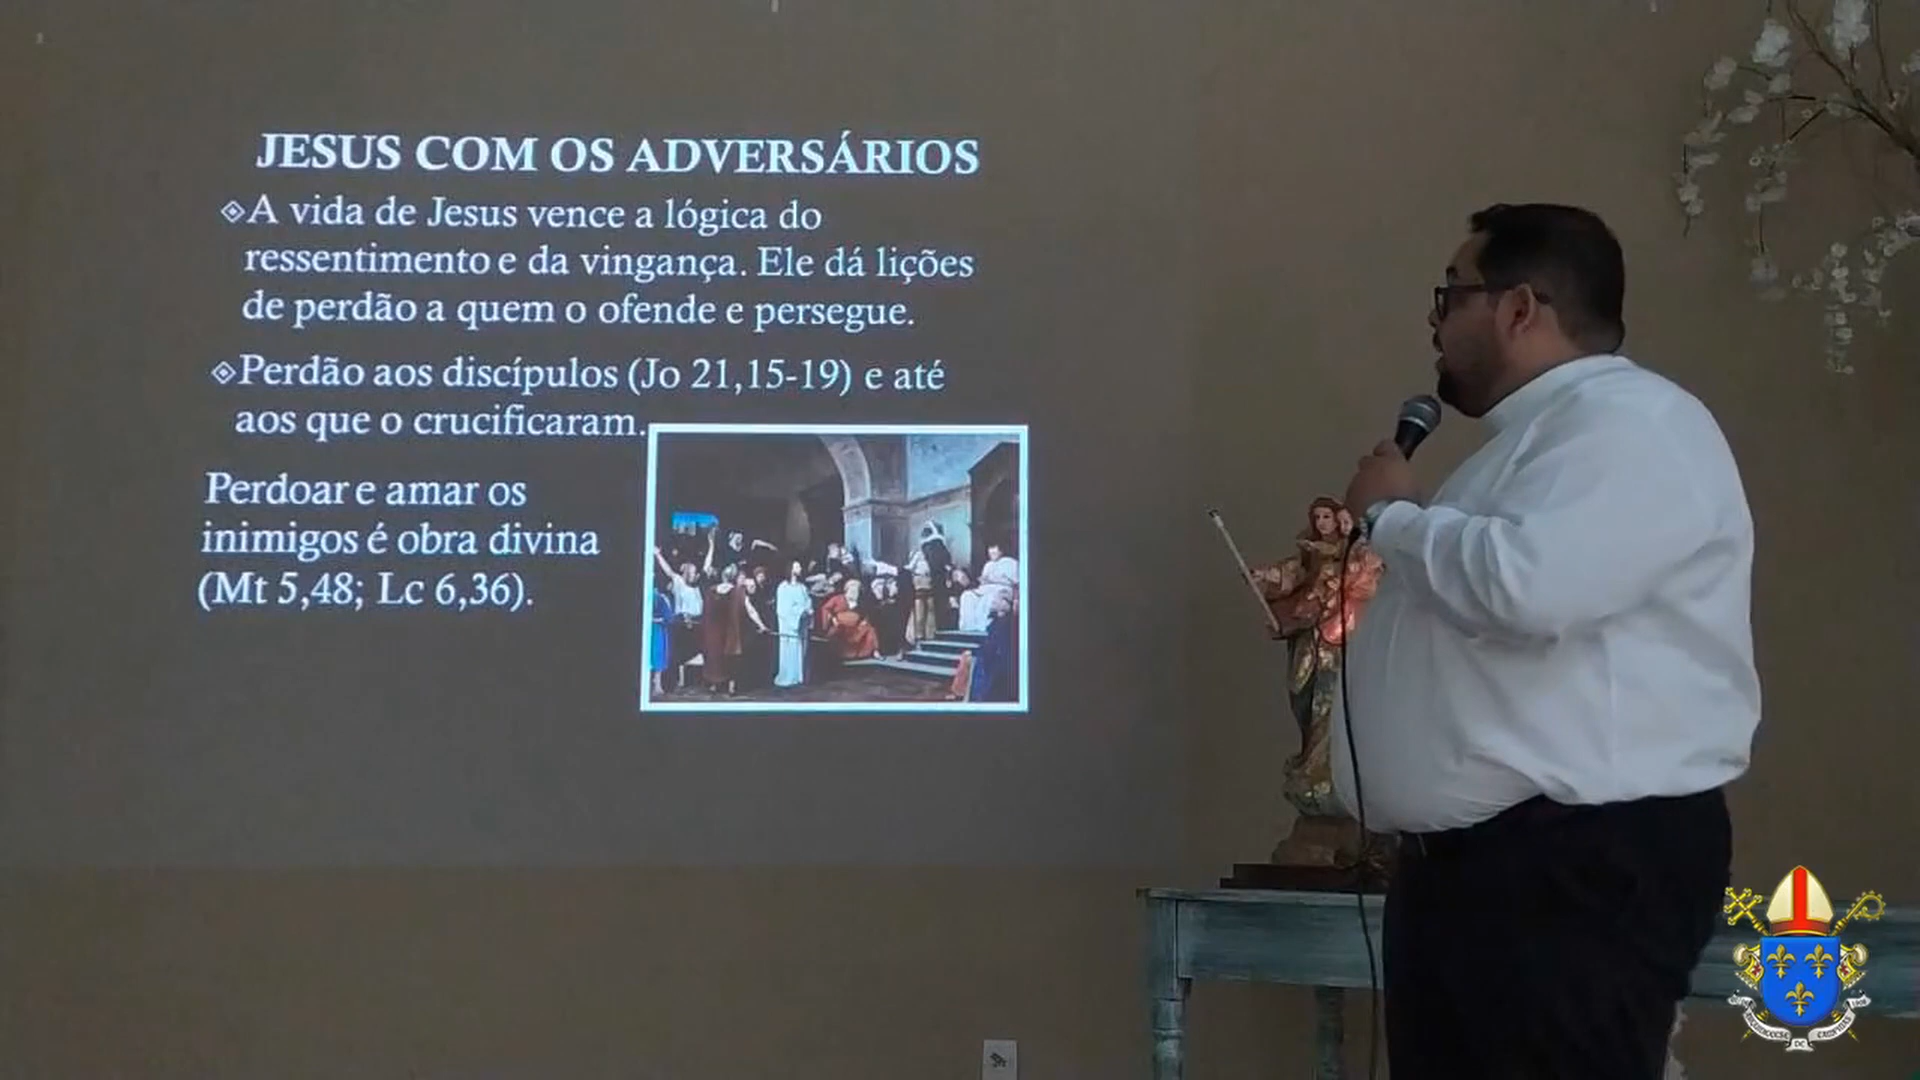 JESUS COM OS ADVERSÁRIOS
A vida de Jesus vence a lógica do
ressentimento e da vingança. Ele dá lições
de perdão a quem o ofende e persegue.
Perdão aos discípulos (Jo 21,15-19) e até
aos que o crucificaram.
Perdoar e amar os
inimigos é obra divina
(Mt 5,48; Lc 6,36).